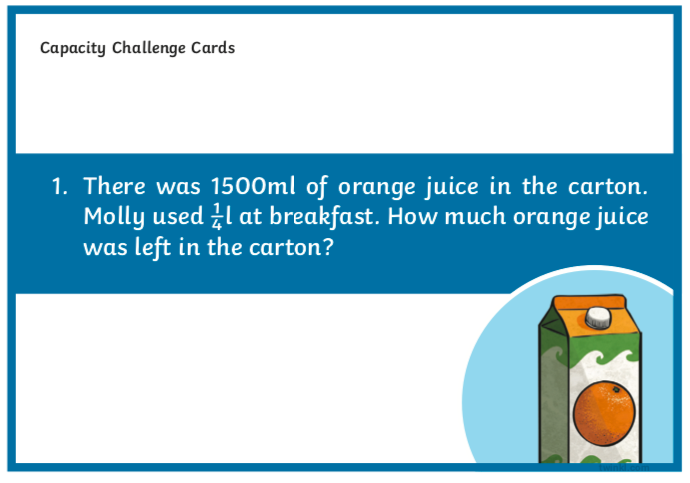 Capacity Challenge Cards
1. There was 1500ml of orange juice in the carton.
Molly used ¼l at breakfast. How much orange juice
was left in the carton?